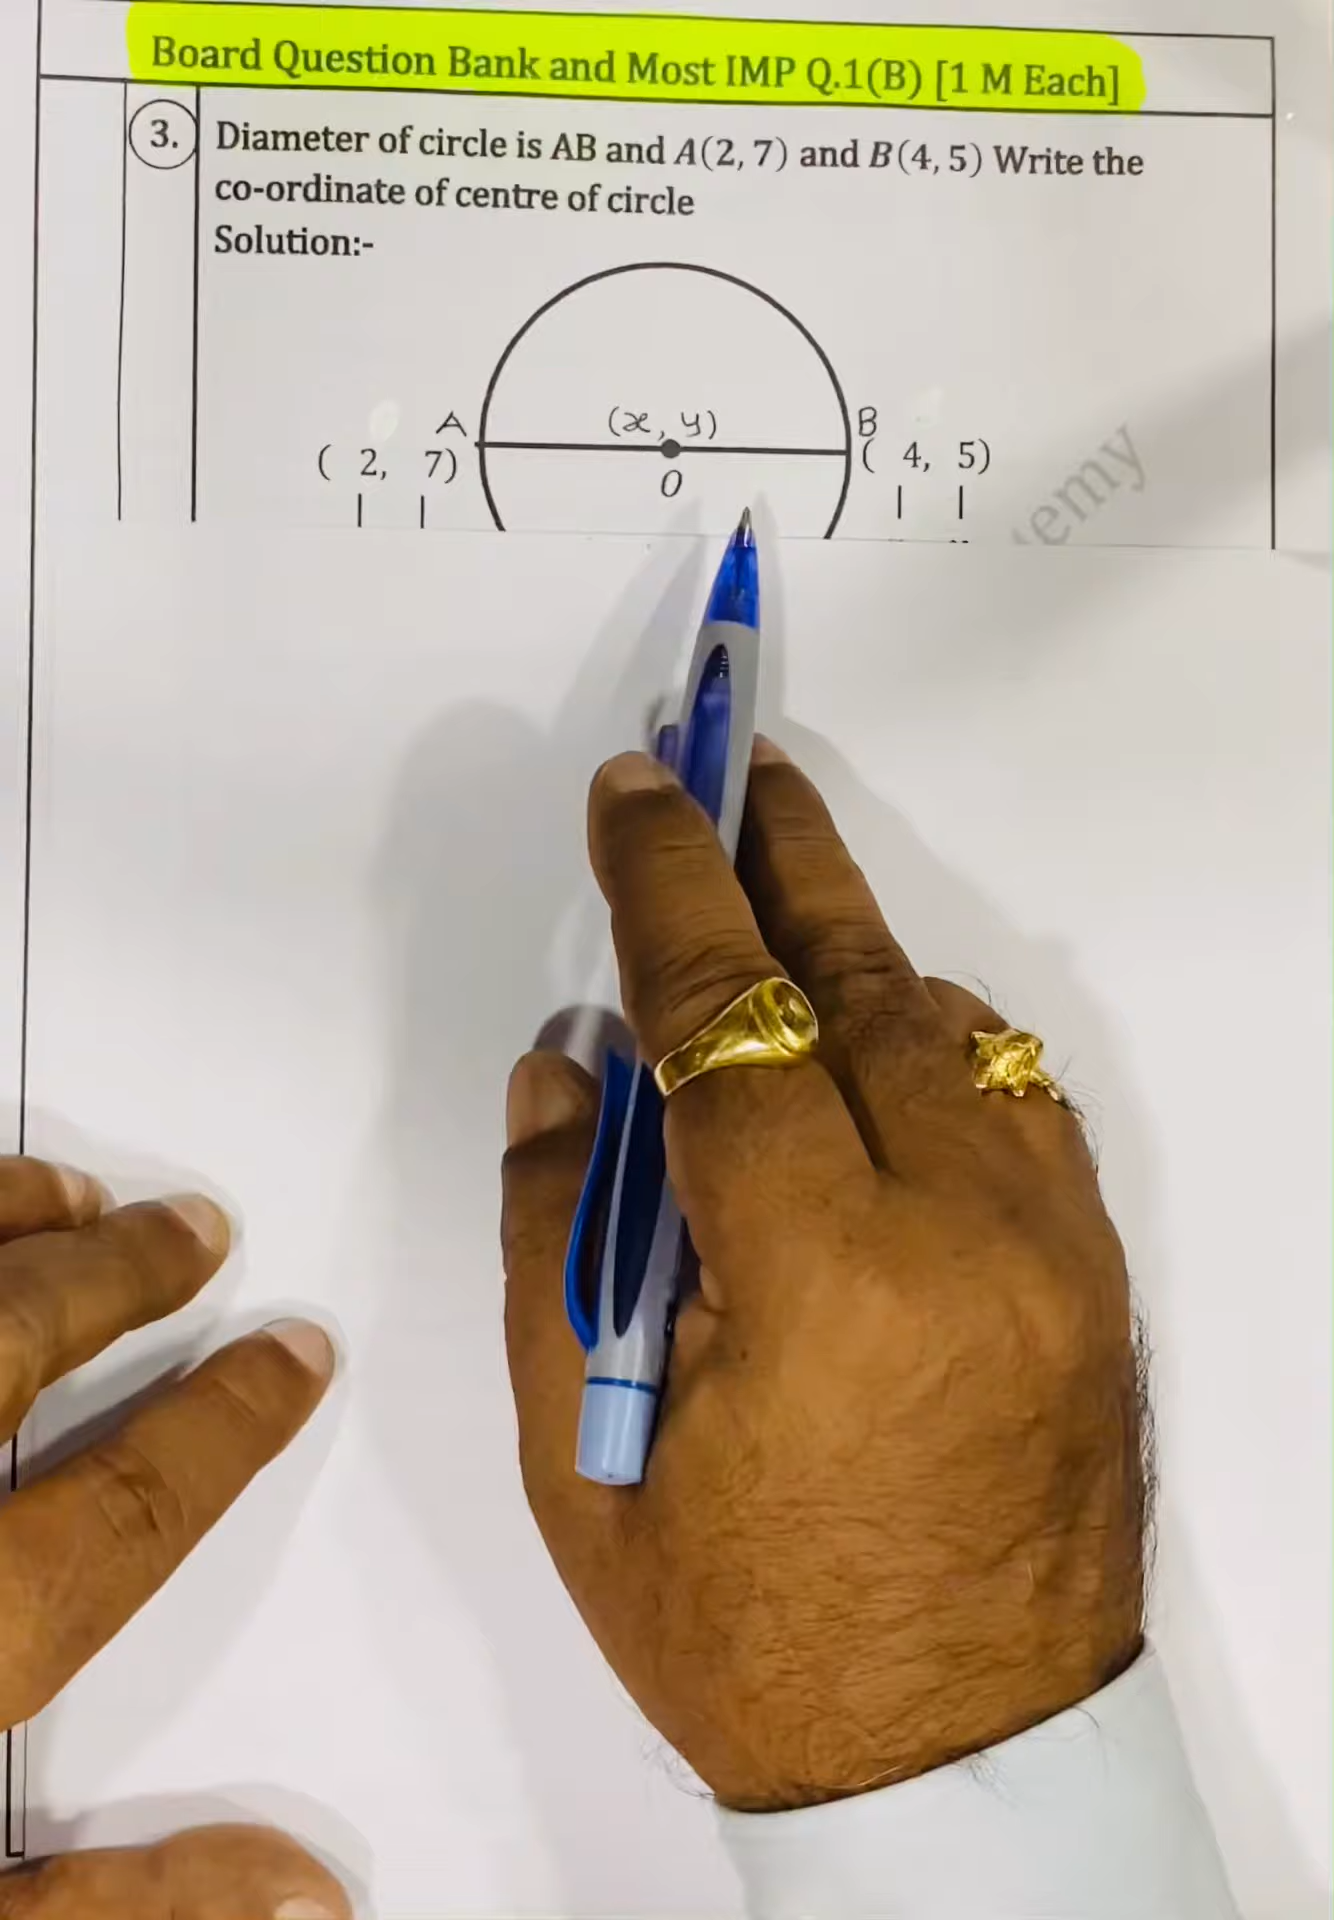 Board Question Bank and Most IMP Q.1(B) [1 M Each]
3. Diameter of circle is AB and A(2, 7) and B(4, 5) Write the
co-ordinate of centre of circle
Solution:-
A (x, y) B
( 2, 7) ( 4, 5)
O
emy